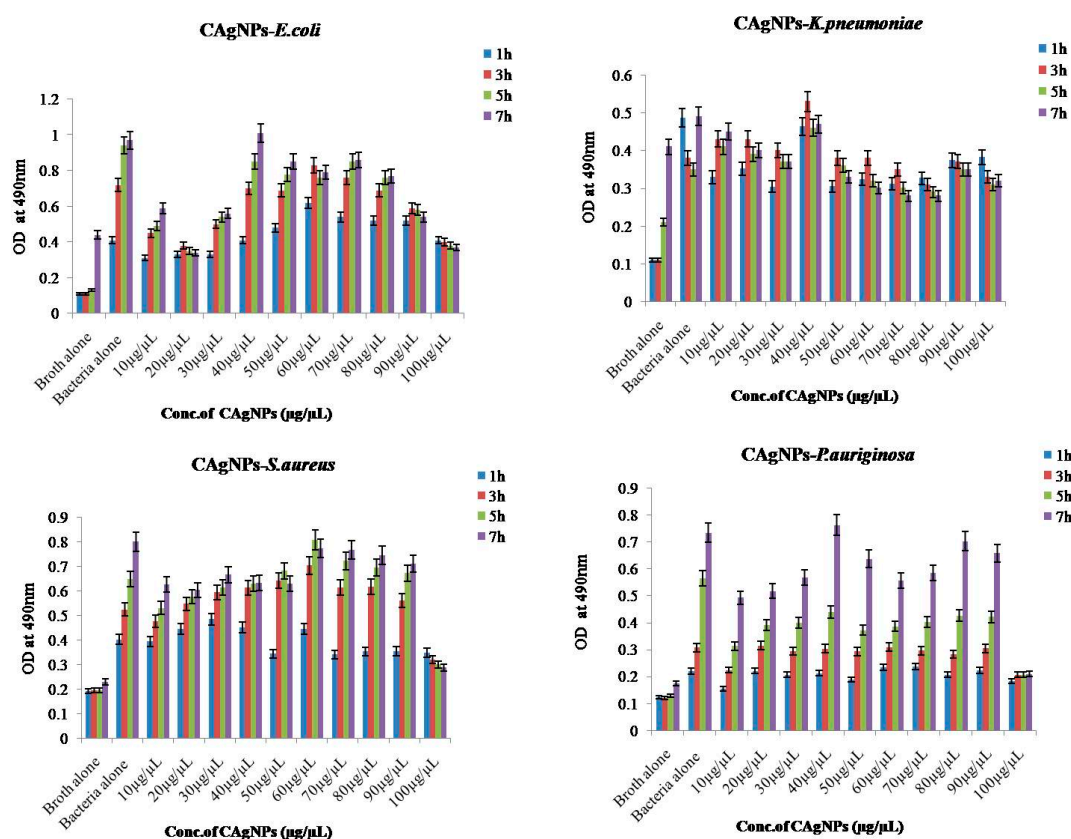 CAgNPs-E.coli
1h
3h
5h
7h
1.2
1
0.8
0.6
0.4
0.2
0
OD at 490nm
Broth alone
Bacteria alone
10µg/µL
20µg/µL
30µg/µL
40µg/µL
50µg/µL
60µg/µL
70µg/µL
80µg/µL
90µg/µL
100µg/µL
Conc.of CAgNPs (µg/µL)
CAgNPs-K.pneumoniae
1h
3h
5h
7h
0.6
0.5
0.4
0.3
0.2
0.1
0
OD at 490nm
Broth alone
Bacteria alone
10µg/µL
20µg/µL
30µg/µL
40µg/µL
50µg/µL
60µg/µL
70µg/µL
80µg/µL
90µg/µL
100µg/µL
Conc.of CAgNPs (µg/µL)
CAgNPs-S.aureus
1h
3h
5h
7h
0.9
0.8
0.7
0.6
0.5
0.4
0.3
0.2
0.1
0
OD at 490nm
Broth alone
Bacteria alone
10µg/µL
20µg/µL
30µg/µL
40µg/µL
50µg/µL
60µg/µL
70µg/µL
80µg/µL
90µg/µL
100µg/µL
Conc.of CAgNPs (µg/µL)
CAgNPs-P.auriginosa
1h
3h
5h
7h
0.9
0.8
0.7
0.6
0.5
0.4
0.3
0.2
0.1
0
OD at 490nm
Broth alone
Bacteria alone
10µg/µL
20µg/µL
30µg/µL
40µg/µL
50µg/µL
60µg/µL
70µg/µL
80µg/µL
90µg/µL
100µg/µL
Conc.of CAgNPs (µg/µL)